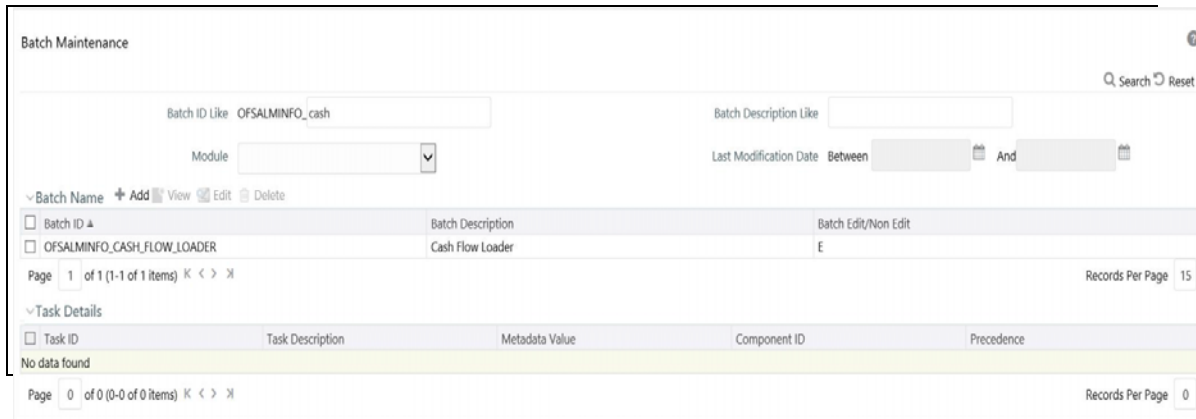 Batch Maintenance
Search Reset
Batch ID Like OFSALMINFO_ cash Batch Description Like
Module Last Modification Date Between And
Batch Name Add View Edit Delete
Batch ID Batch Description Batch Edit/Non Edit
OFSALMINFO_CASH_FLOW_LOADER Cash Flow Loader E
Page 1 of 1 (1-1 of 1 items) Records Per Page 15
Task Details
Task ID Task Description Metadata Value Component ID Precedence
No data found
Page 0 of 0 (0-0 of 0 items) Records Per Page 0